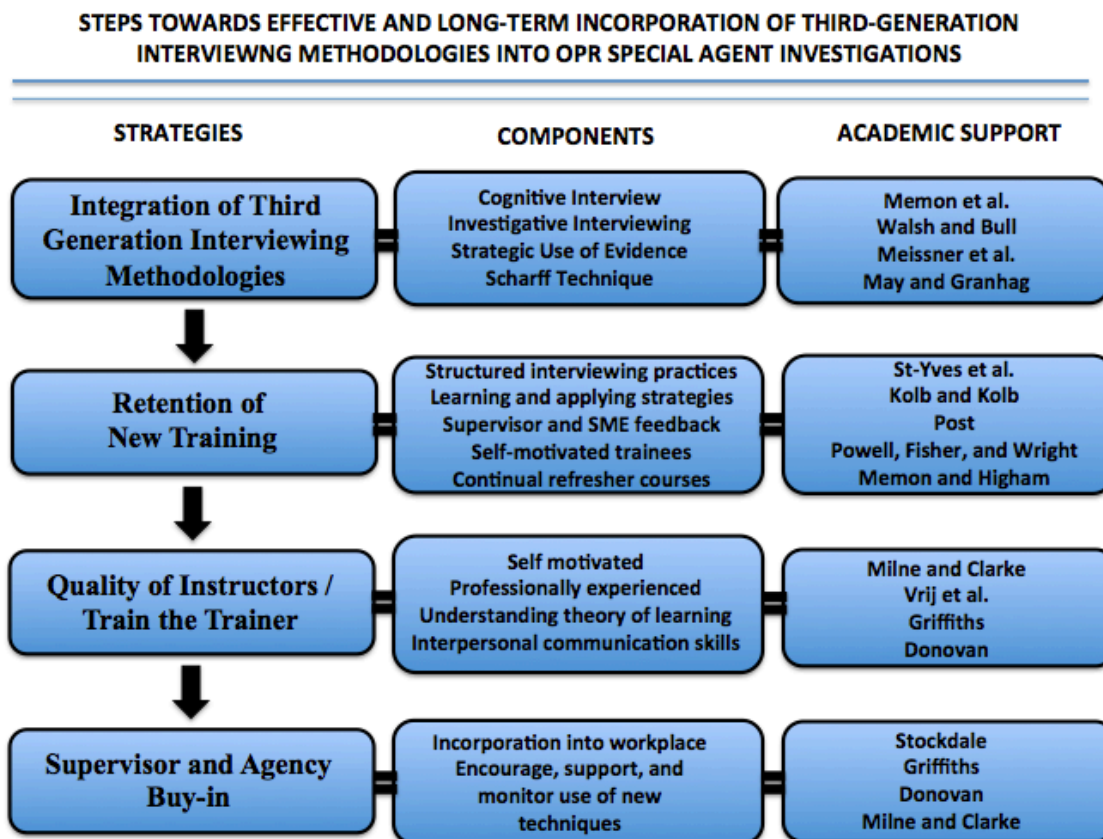 STEPS TOWARDS EFFECTIVE AND LONG-TERM INCORPORATION OF THIRD-GENERATION
INTERVIEWNG METHODOLOGIES INTO OPR SPECIAL AGENT INVESTIGATIONS
STRATEGIES
COMPONENTS
ACADEMIC SUPPORT
Integration of Third
Generation Interviewing
Methodologies
Cognitive Interview
Investigative Interviewing
Strategic Use of Evidence
Scharff Technique
Memon et al.
Walsh and Bull
Meissner et al.
May and Granhag
Retention of
New Training
Structured interviewing practices
Learning and applying strategies
Supervisor and SME feedback
Self-motivated trainees
Continual refresher courses
St-Yves et al.
Kolb and Kolb
Post
Powell, Fisher, and Wright
Memon and Higham
Quality of Instructors /
Train the Trainer
Self motivated
Professionally experienced
Understanding theory of learning
Interpersonal communication skills
Milne and Clarke
Vrij et al.
Griffiths
Donovan
Supervisor and Agency
Buy-in
Incorporation into workplace
Encourage, support, and
monitor use of new
techniques
Stockdale
Griffiths
Donovan
Milne and Clarke